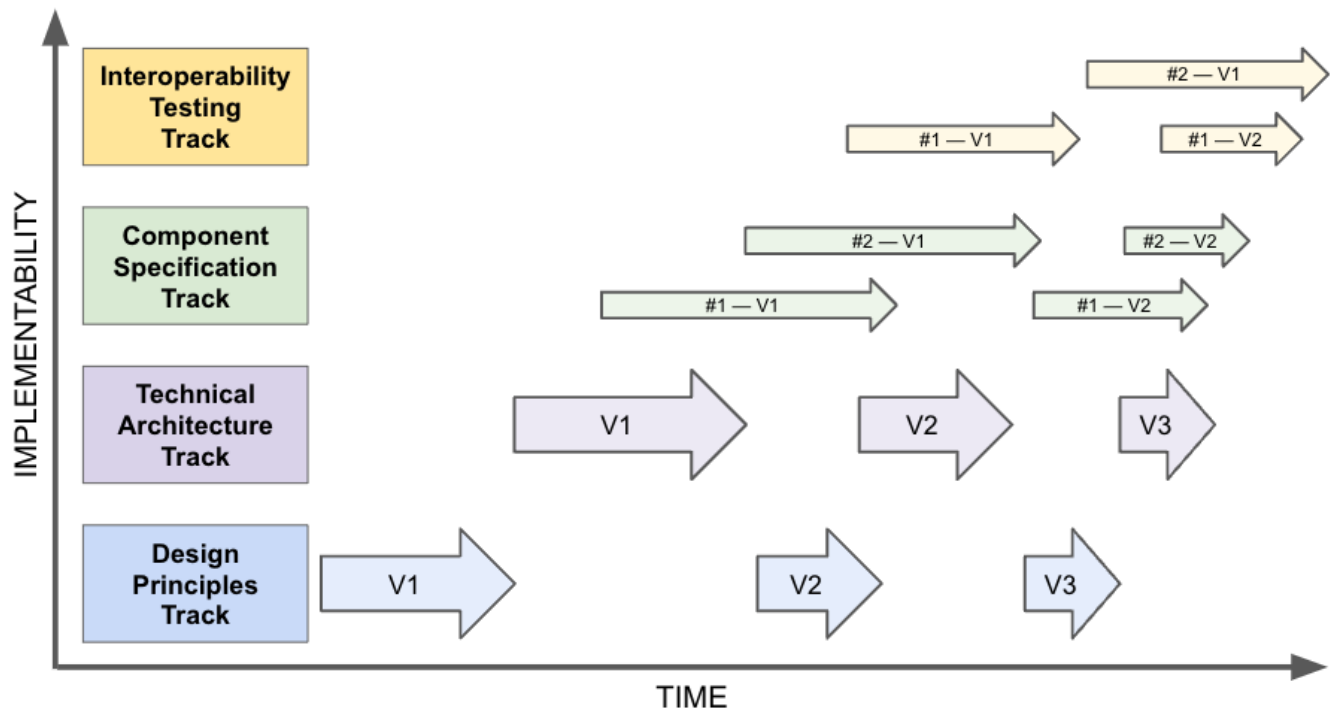 IMPLEMENTABILITY
Interoperability
Testing
Track
#2 — V1
#1 — V1
#1 — V2
Component
Specification
Track
#2 — V1
#2 — V2
#1 — V1
#1 — V2
Technical
Architecture
Track
V1
V2
V3
Design
Principles
Track
V1
V2
V3
TIME